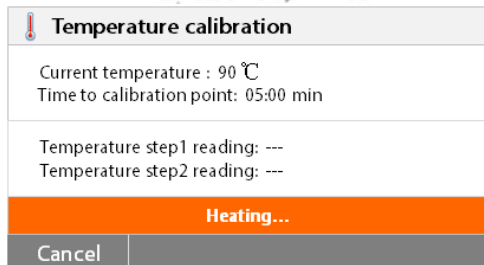 Temperature calibration
Current temperature : 90 ℃
Time to calibration point: 05:00 min
Temperature step1 reading: ---
Temperature step2 reading: ---
Heating...
Cancel